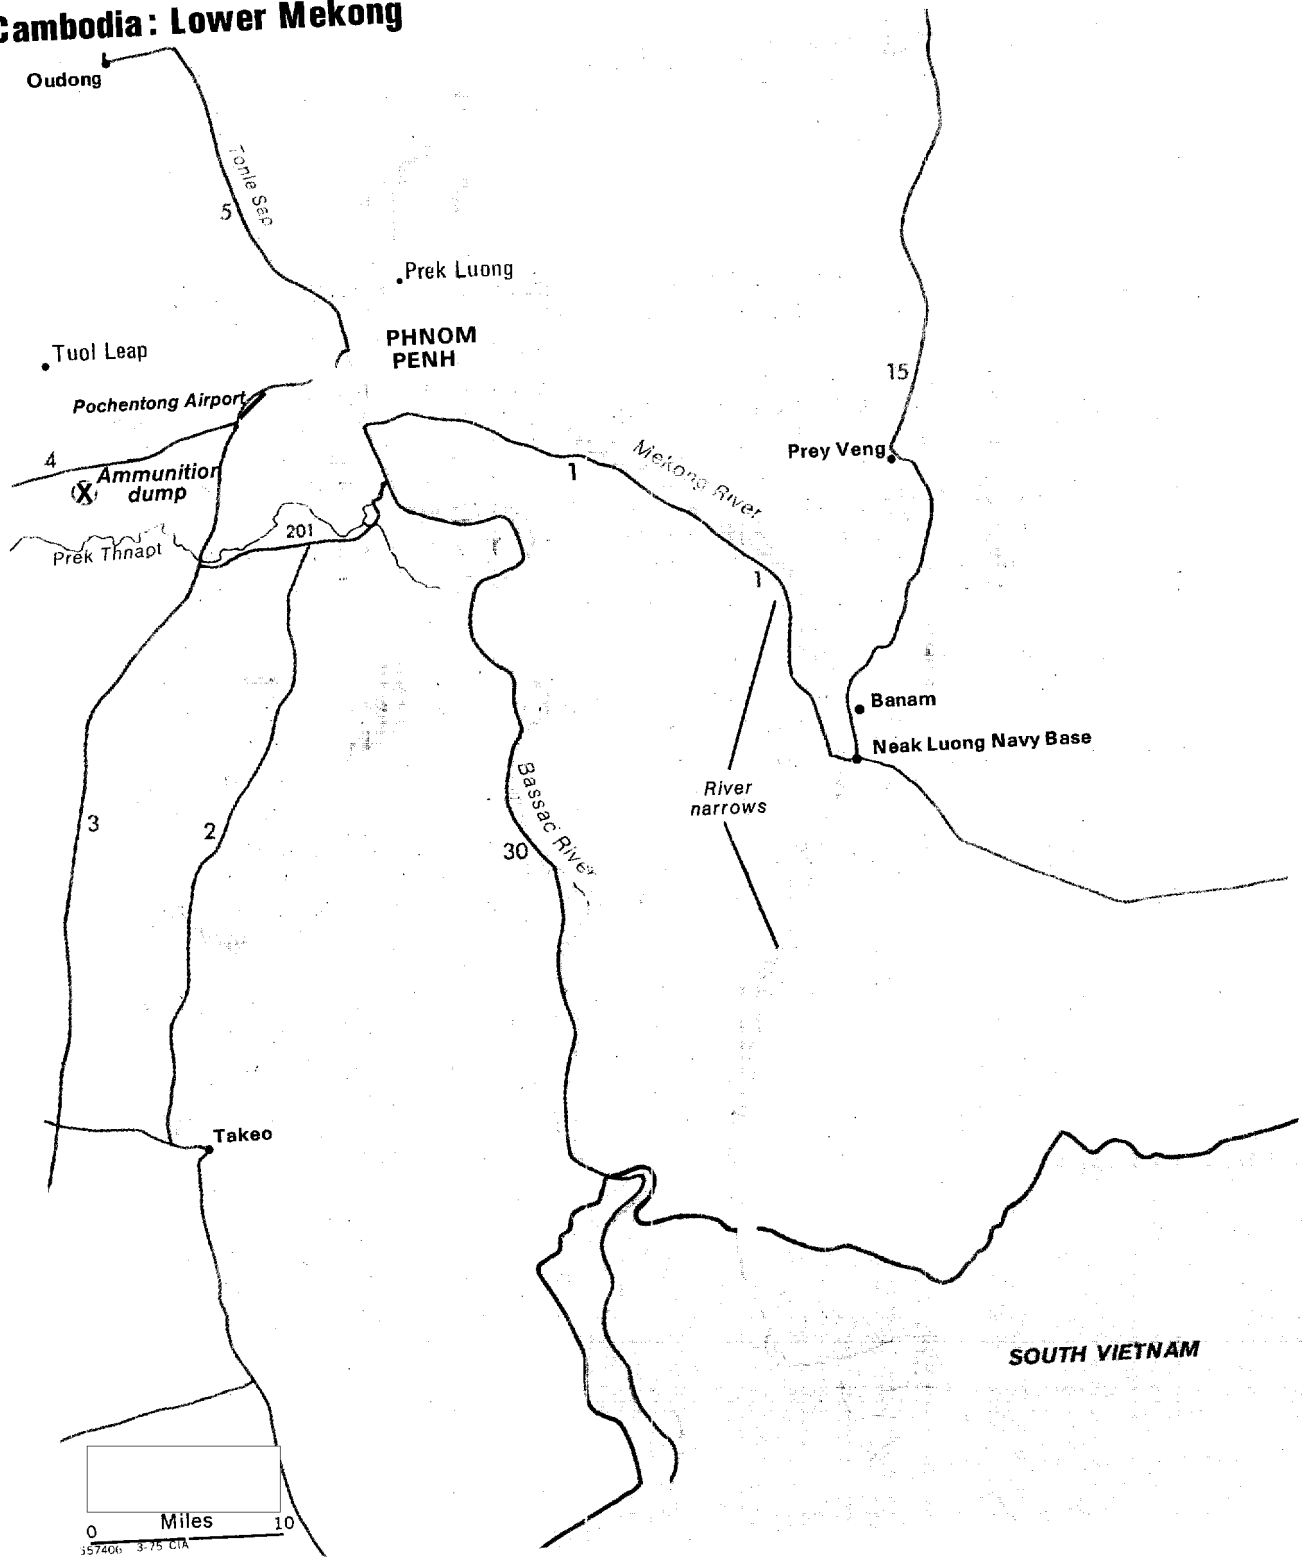 Cambodia: Lower Mekong
Oudong
Tonle Sap
5
Prek Luong
PHNOM
PENH
Tuol Leap
Pochentong Airport
15
4
Ammunition
dump
X
1
Mekong River
Prey Veng
201
Prek Thnapt
1
Banam
Neak Luong Navy Base
River
narrows
3
2
Bassac River
30
Takeo
SOUTH VIETNAM
Miles
0 10
557406 3-75 CIA